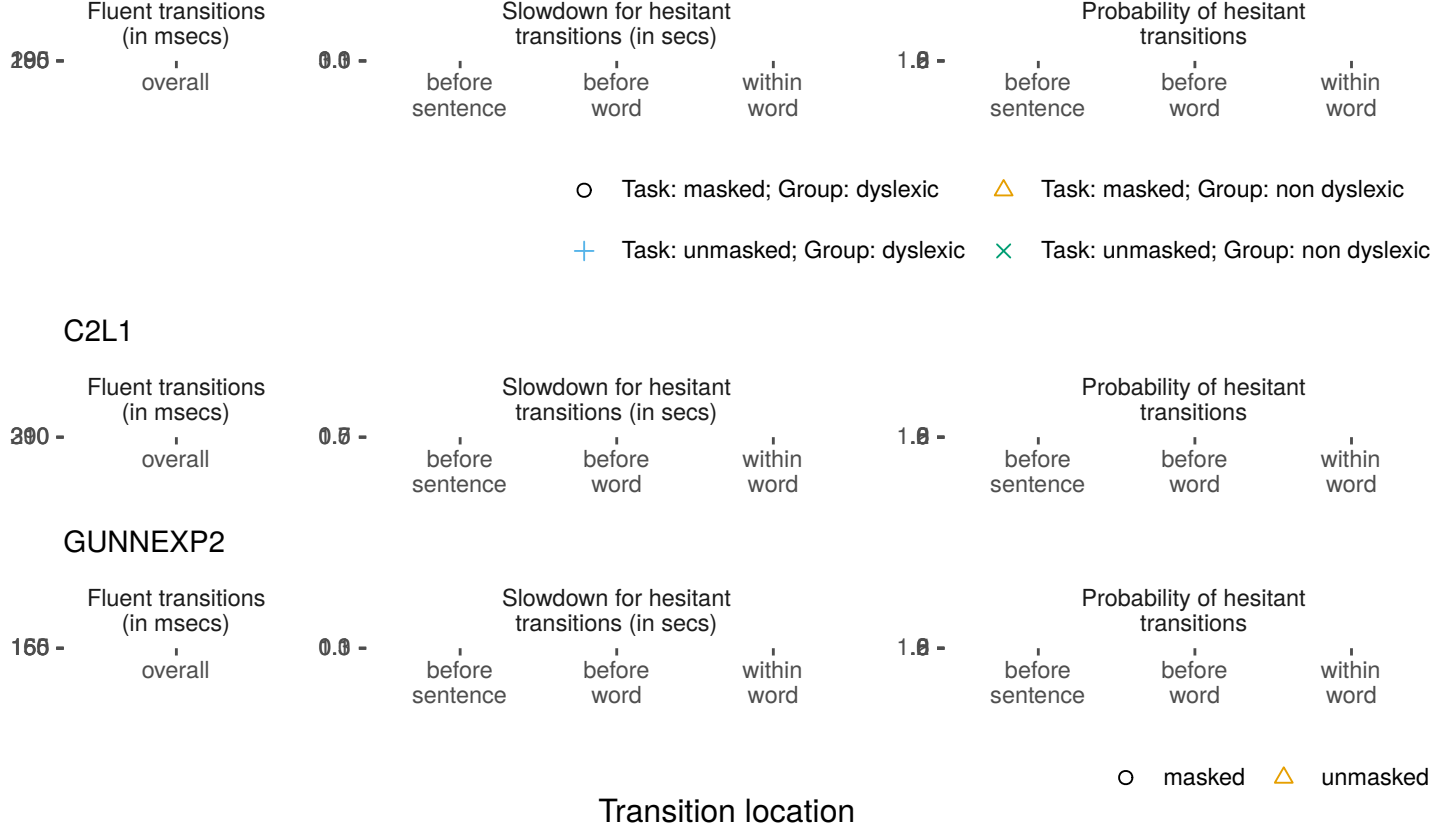 Fluent transitions Slowdown for hesitant Probability of hesitant
(in msecs) transitions (in secs) transitions
overall before before within before before within
sentence word word sentence word word
Task: masked; Group: dyslexic Task: masked; Group: non dyslexic
Task: unmasked; Group: dyslexic Task: unmasked; Group: non dyslexic
C2L1
Fluent transitions Slowdown for hesitant Probability of hesitant
(in msecs) transitions (in secs) transitions
overall before before within before before within
sentence word word sentence word word
GUNNEXP2
Fluent transitions Slowdown for hesitant Probability of hesitant
(in msecs) transitions (in secs) transitions
overall before before within before before within
sentence word word sentence word word
masked unmasked
Transition location